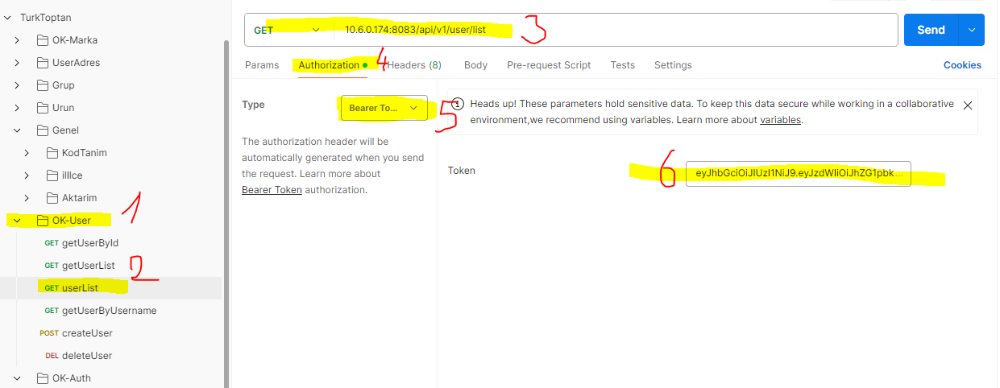 TurkToptan
OK-Marka
UserAdres
Grup
Urun
Genel
KodTanim
ilIlce
Aktarim
1
OK-User
GET getUserById
GET getUserList
2
GET userList
GET getUserByUsername
POST createUser
DEL deleteUser
OK-Auth
GET 10.6.0.174:8083/api/v1/user/list 3
Send
Params Authorization 4 Headers (8) Body Pre-request Script Tests Settings Cookies
Type Bearer To... 5
The authorization header will be
automatically generated when you send
the request. Learn more about
Bearer Token authorization.
Heads up! These parameters hold sensitive data. To keep this data secure while working in a collaborative
environment,we recommend using variables. Learn more about variables.
Token 6 eyJhbGciOiJIUzI1NiJ9.eyJzdWIiOiJhZG1pbk...